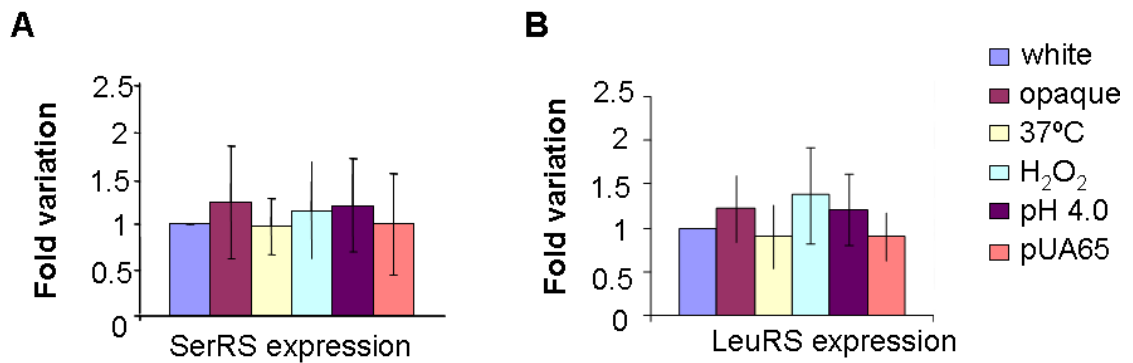 A
Fold variation
2.5
2
1.5
1
0.5
0
SerRS expression
B
Fold variation
2.5
2
1.5
1
0.5
0
LeuRS expression
white
opaque
37ºC
H₂O₂
pH 4.0
pUA65